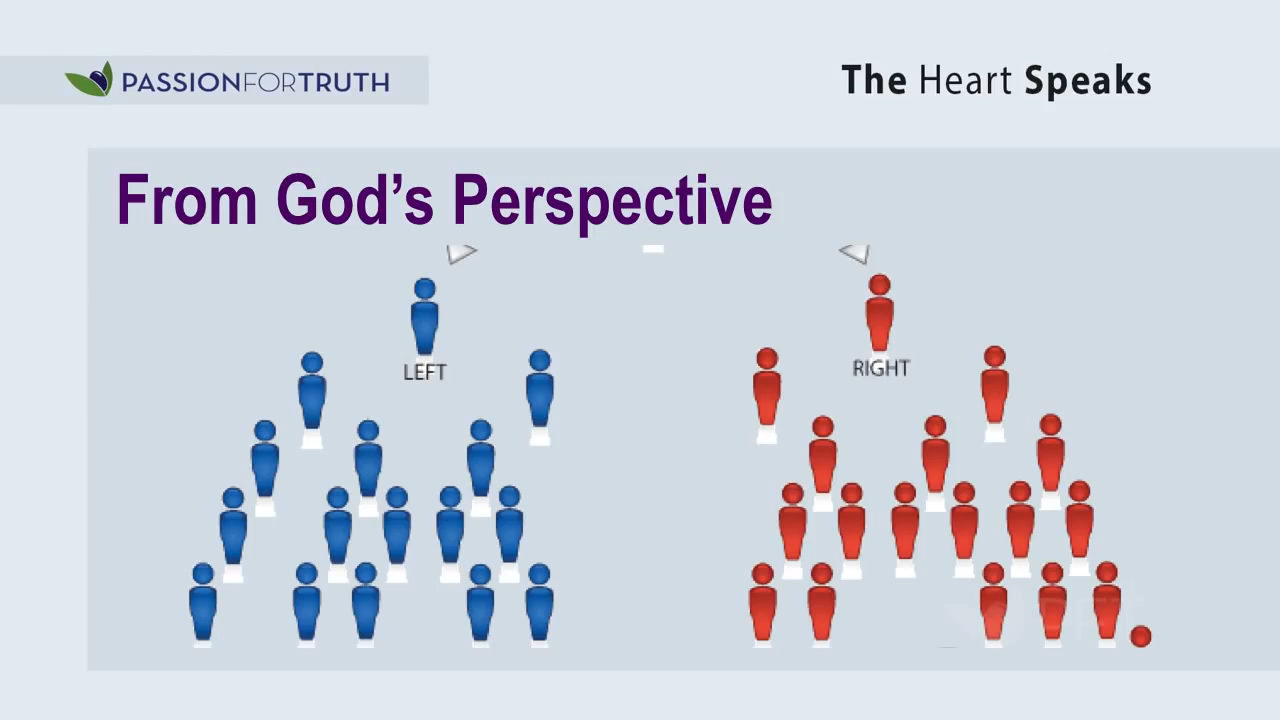 PASSIONFORTRUTH
The Heart Speaks
From God's Perspective
LEFT
RIGHT